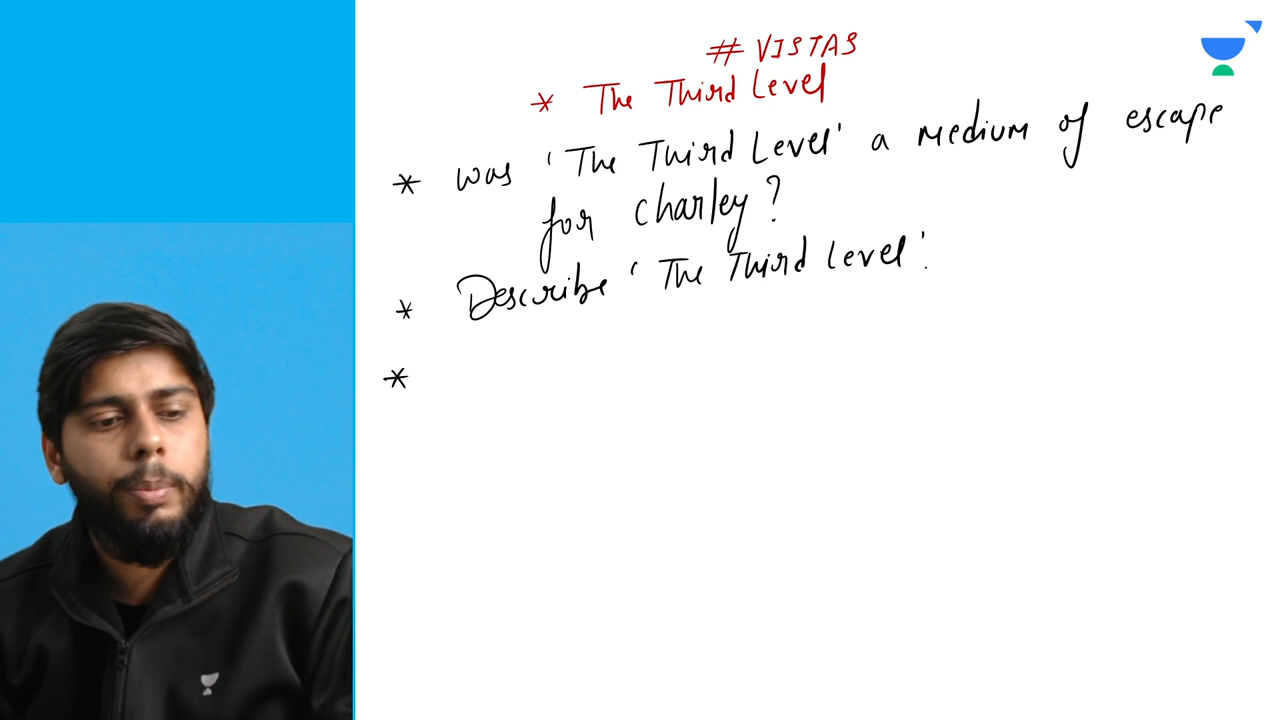 # VISTAS
* The Third Level
* Was 'The Third Level' a medium of escape
for Charley?
* Describe 'The Third Level'.
*